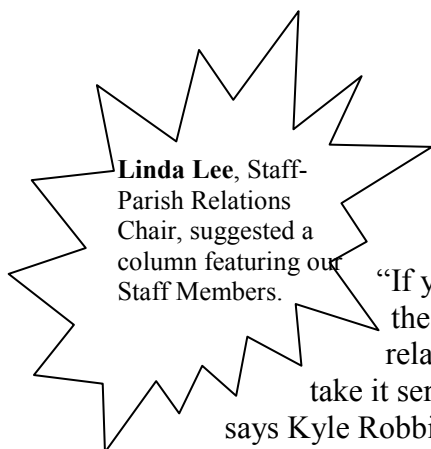 Linda Lee, Staff-
Parish Relations
Chair, suggested a
column featuring our
Staff Members.
“If y
the
rela
take it ser
says Kyle Robbi